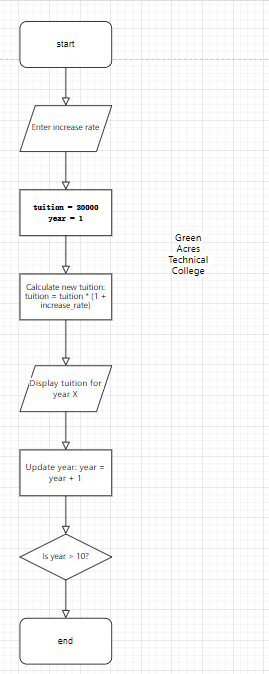 start
Enter increase rate
tuition = 20000
year = 1
Green
Acres
Technical
College
Calculate new tuition:
tuition = tuition * (1 +
increase_rate)
Display tuition for
year X
Update year: year =
year + 1
Is year > 10?
end